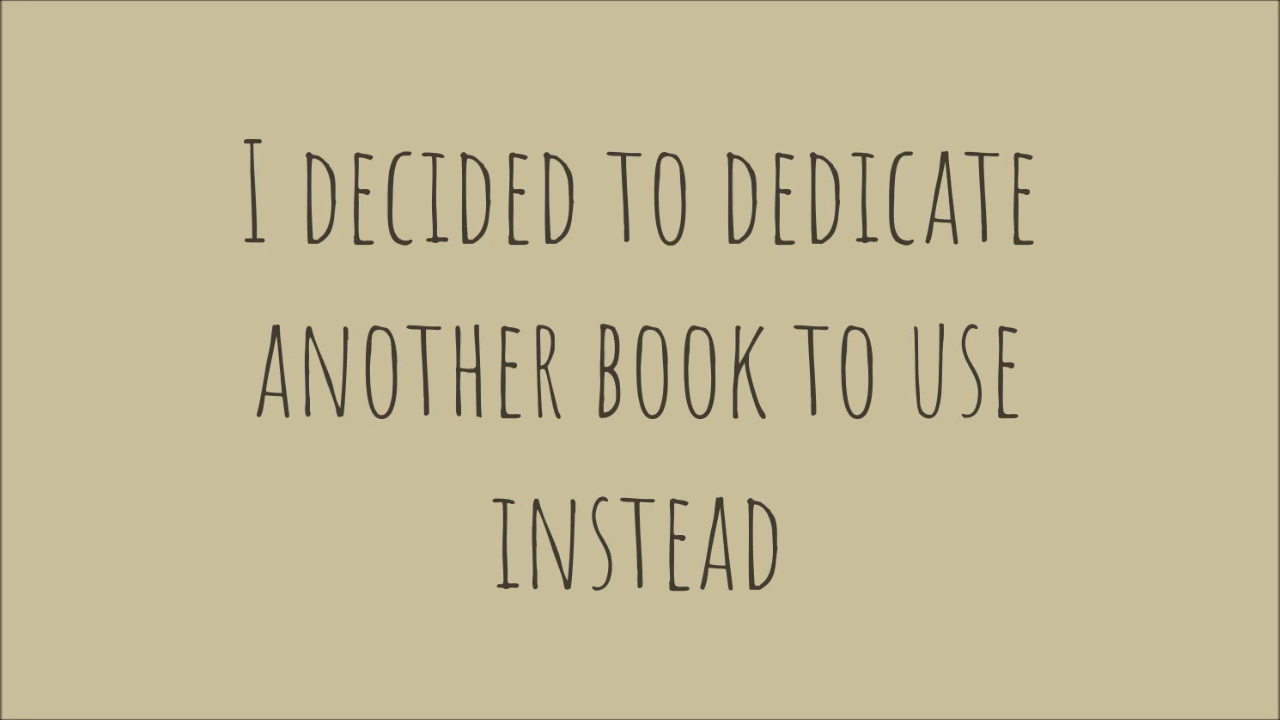 I DECIDED TO DEDICATE
ANOTHER BOOK TO USE
INSTEAD